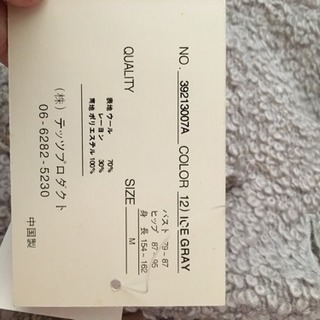 NO. 39213007A COLOR 12) ICE GRAY
QUALITY
表地 ウール 70%
レーヨン 30%
裏地 ポリエステル 100%
SIZE
バスト 79-87
ヒップ 87-95
身長 154-162
M
(株)テッツプロダクト
06-6282-5230
中国製